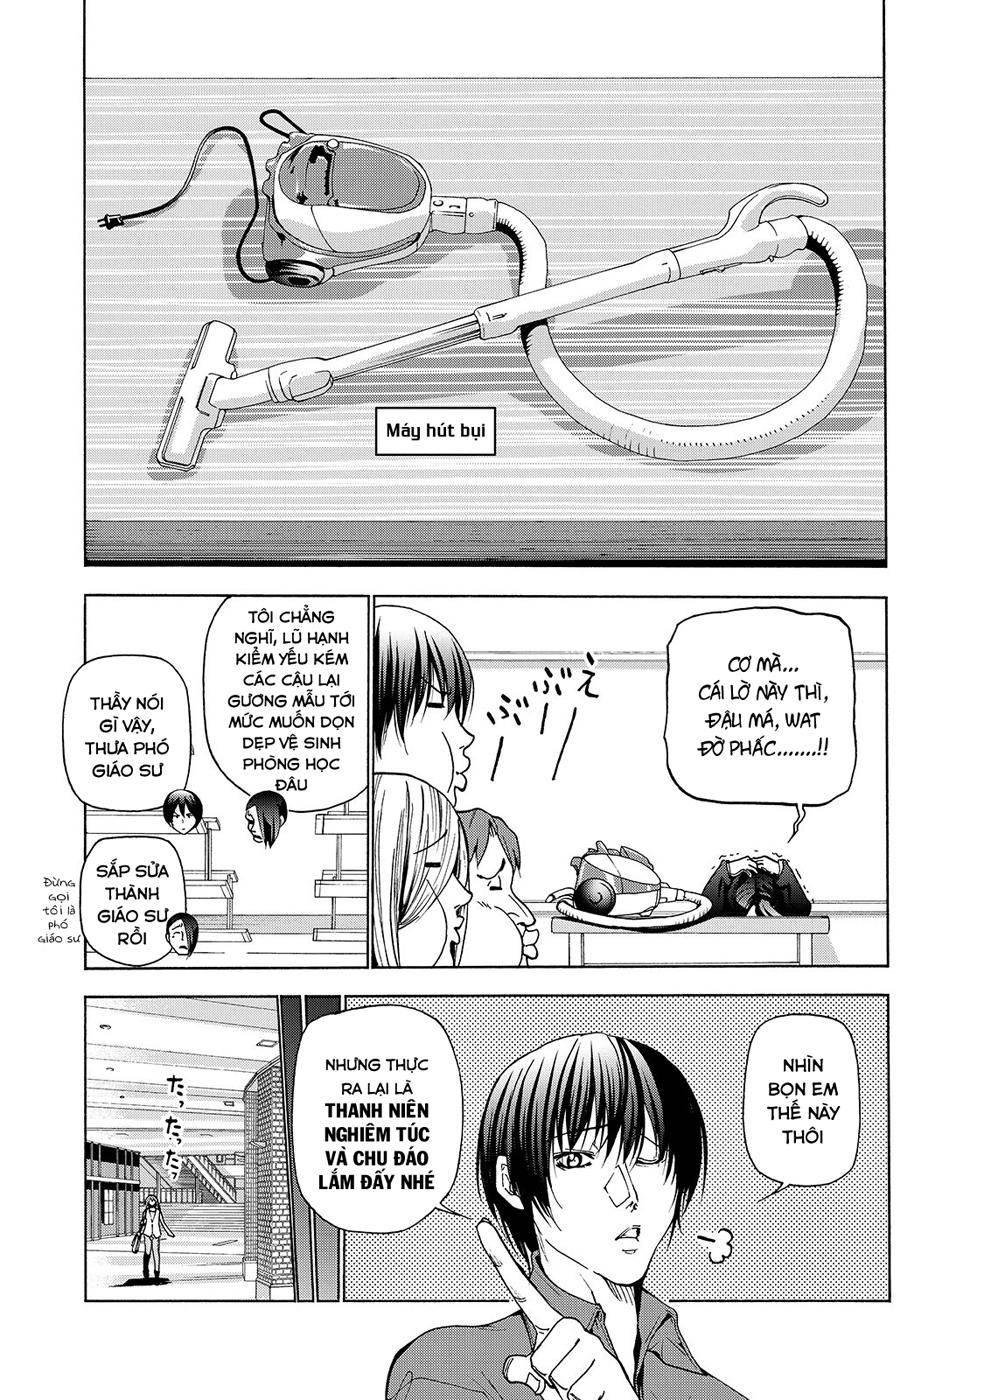 Máy hút bụi
CƠ MÀ...
CÁI LỜ NÀY THÌ,
ĐẬU MÁ, WAT
ĐỜ PHẤC.......!!
ぶぶぇ
TÔI CHẲNG
NGHĨ, LŨ HẠNH
KIỂM YẾU KÉM
CÁC CẬU LẠI
GƯƠNG MẪU TỚI
MỨC MUỐN DỌN
DẸP VỆ SINH
PHÒNG HỌC
ĐÂU
THẦY NÓI
GÌ VẬY,
THƯA PHÓ
GIÁO SƯ
SẮP SỬA
THÀNH
GIÁO SƯ
RỒI
Đừng
gọi
tôi là
phó
giáo sư
NHÌN
BỌN EM
THẾ NÀY
THÔI
NHƯNG THỰC
RA LẠI LÀ
THANH NIÊN
NGHIÊM TÚC
VÀ CHU ĐÁO
LẮM ĐẤY NHÉ
たっ
たっ
たっ